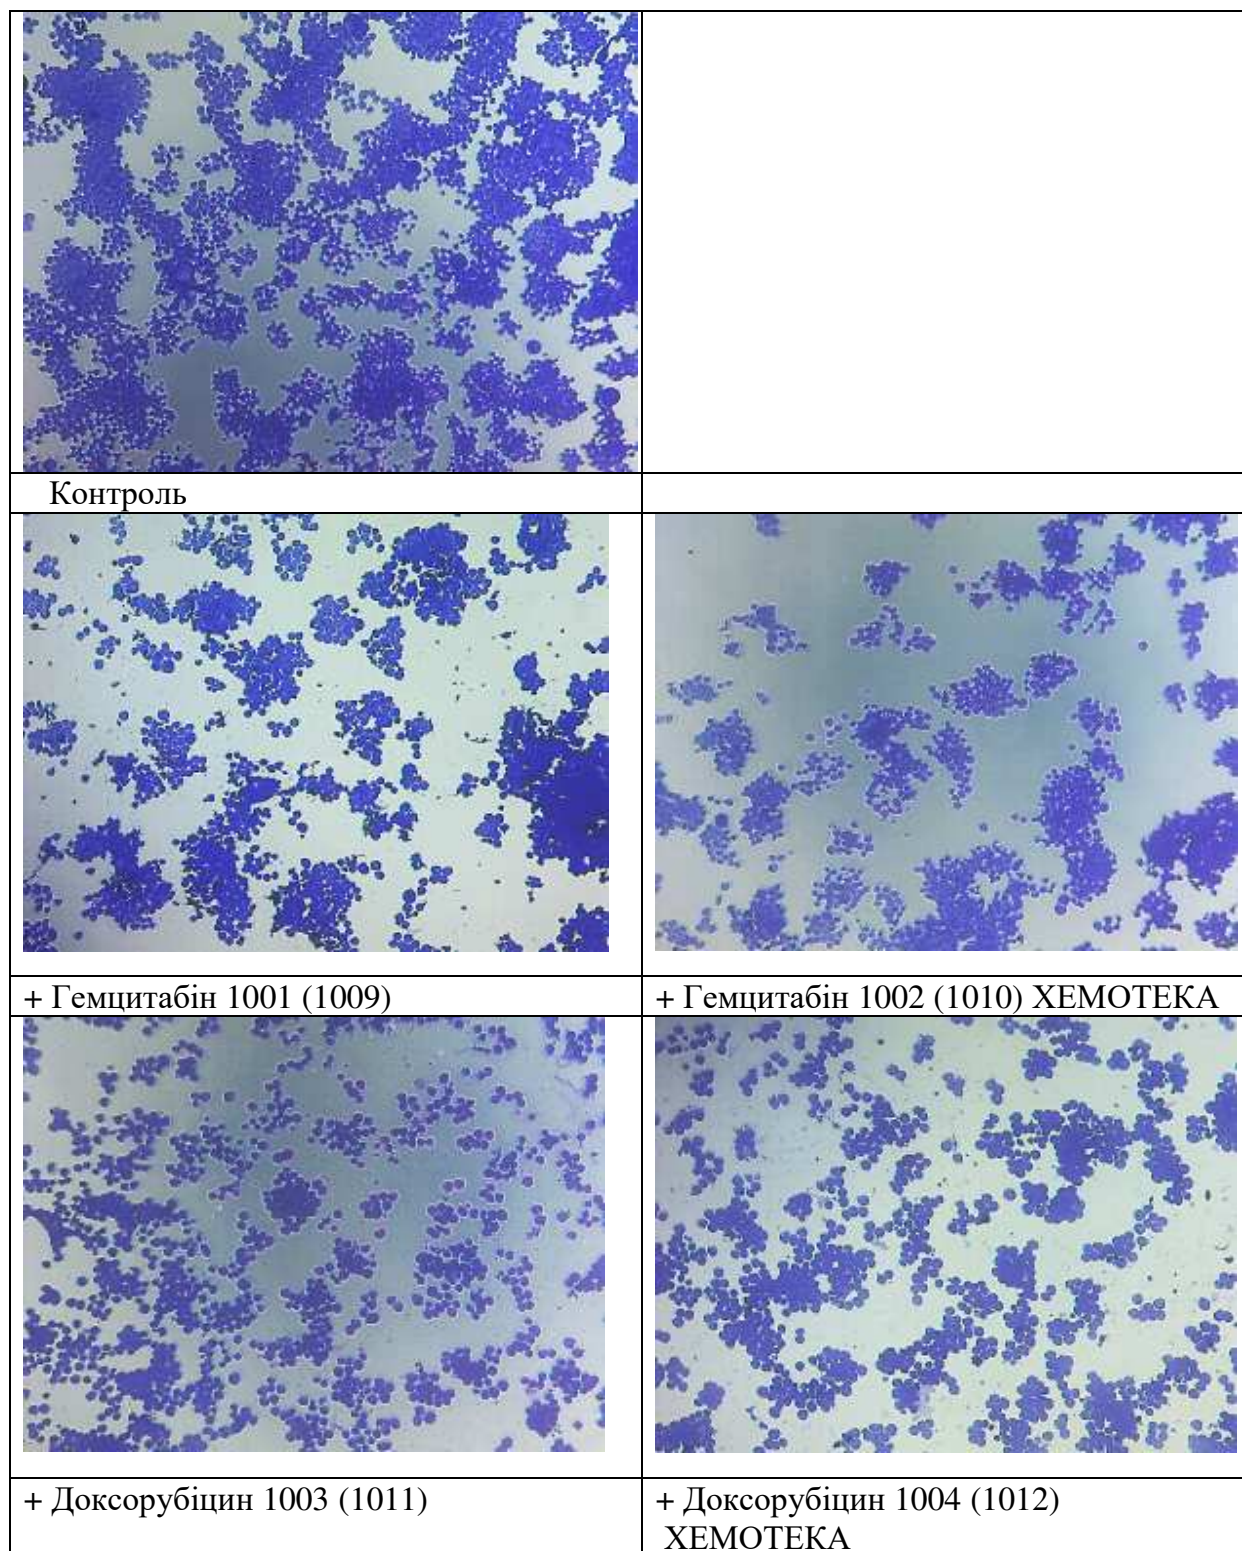 Контроль
+ Гемцитабін 1001 (1009)
+ Гемцитабін 1002 (1010) ХЕМОТЕКА
+ Доксорубіцин 1003 (1011)
+ Доксорубіцин 1004 (1012)
ХЕМОТЕКА